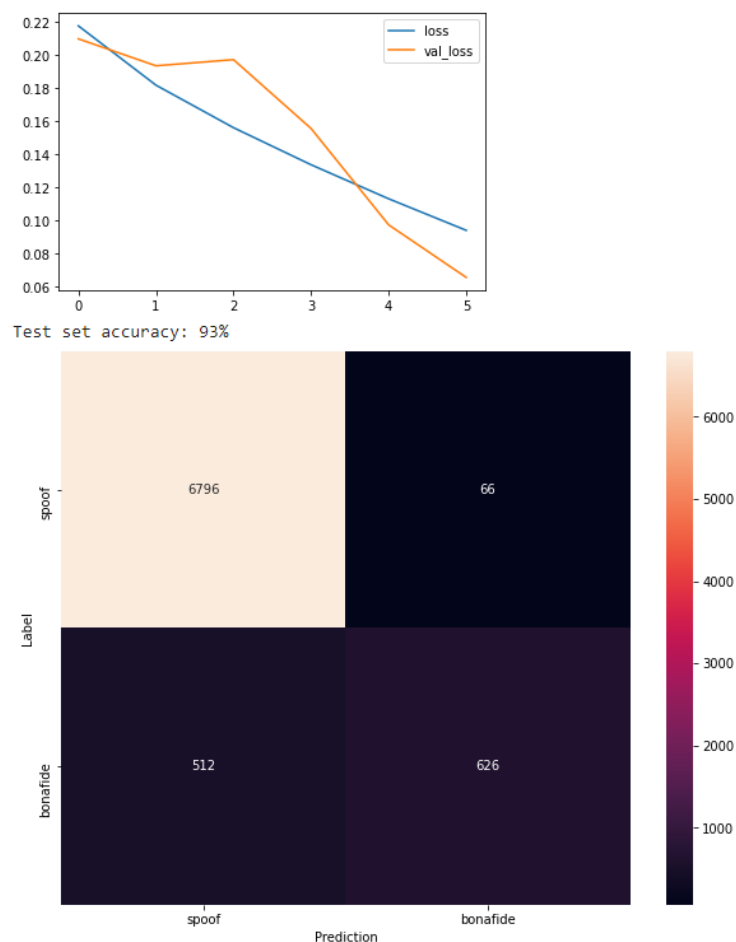 0.22
0.20
0.18
0.16
0.14
0.12
0.10
0.08
0.06
loss
val_loss
0 1 2 3 4 5
Test set accuracy: 93%
Label
spoof
bonafide
6796 66
512 626
spoof bonafide
Prediction
6000
5000
4000
3000
2000
1000